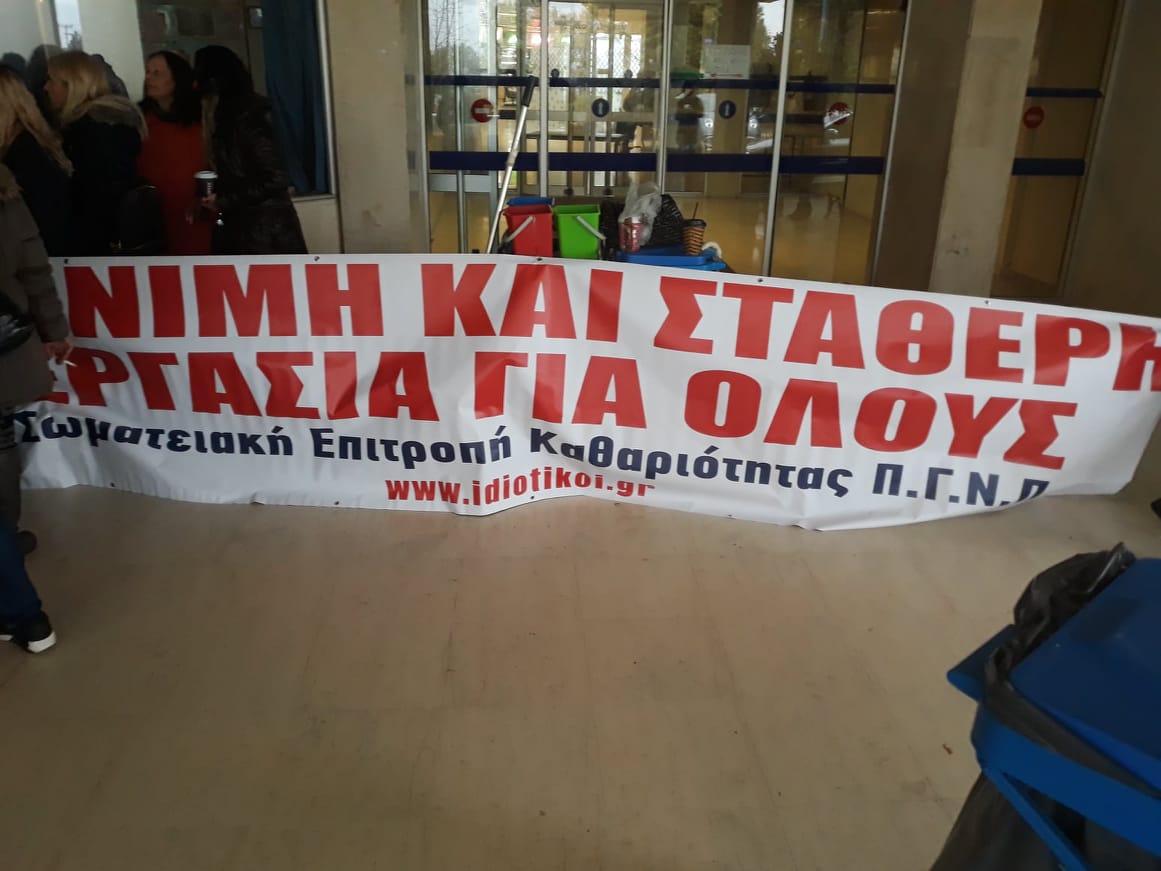 ΝΙΜΗ ΚΑΙ ΣΤΑΘΕΡΗ
ΕΡΓΑΣΙΑ ΓΙΑ ΟΛΟΥΣ
Σωματειακή Επιτροπή Καθαριότητας Π.Γ.Ν.Π
www.idiotikoi.gr